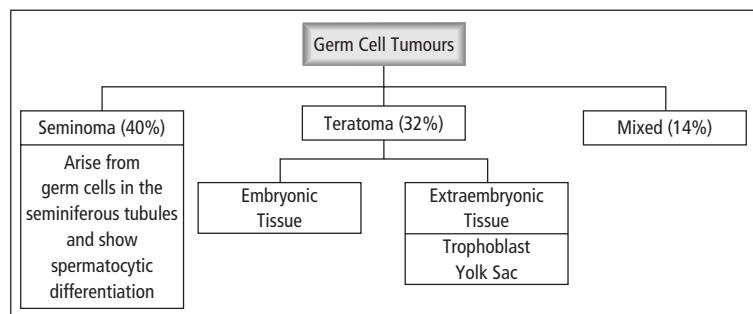 Germ Cell Tumours
Seminoma (40%)
Arise from
germ cells in the
seminiferous tubules
and show
spermatocytic
differentiation
Teratoma (32%)
Embryonic
Tissue
Extraembryonic
Tissue
Trophoblast
Yolk Sac
Mixed (14%)